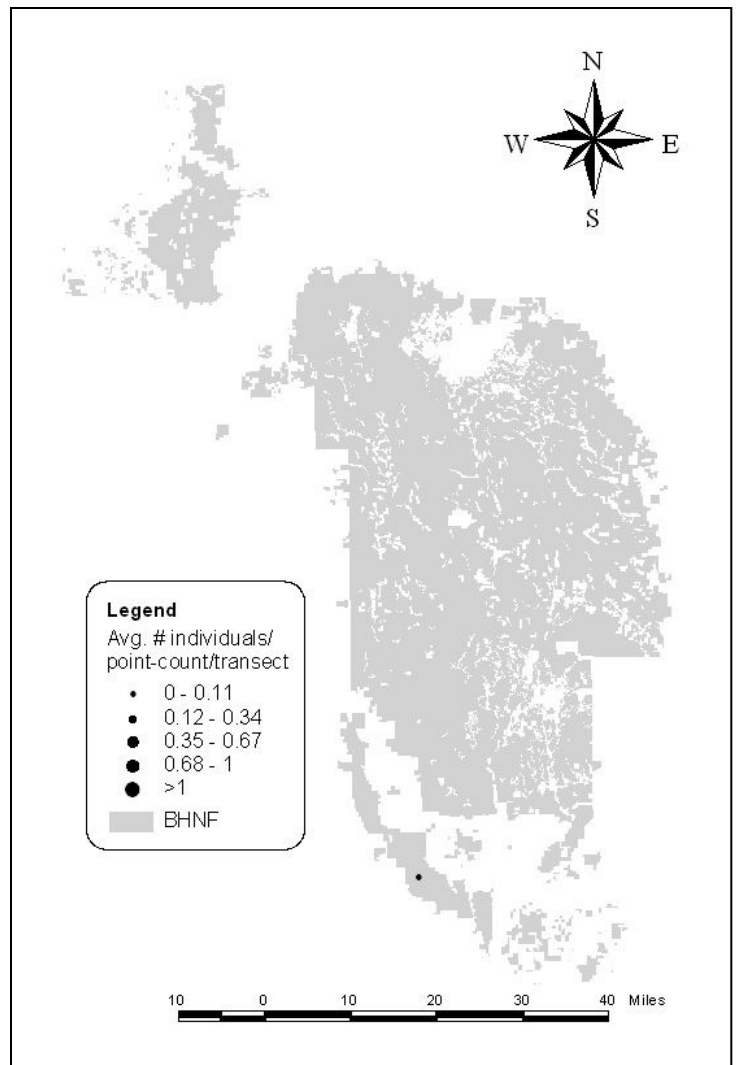 N
W E
S
Legend
Avg. # individuals/
point-count/transect
0 - 0.11
0.12 - 0.34
0.35 - 0.67
0.68 - 1
>1
BHNF
10 0 10 20 30 40 Miles